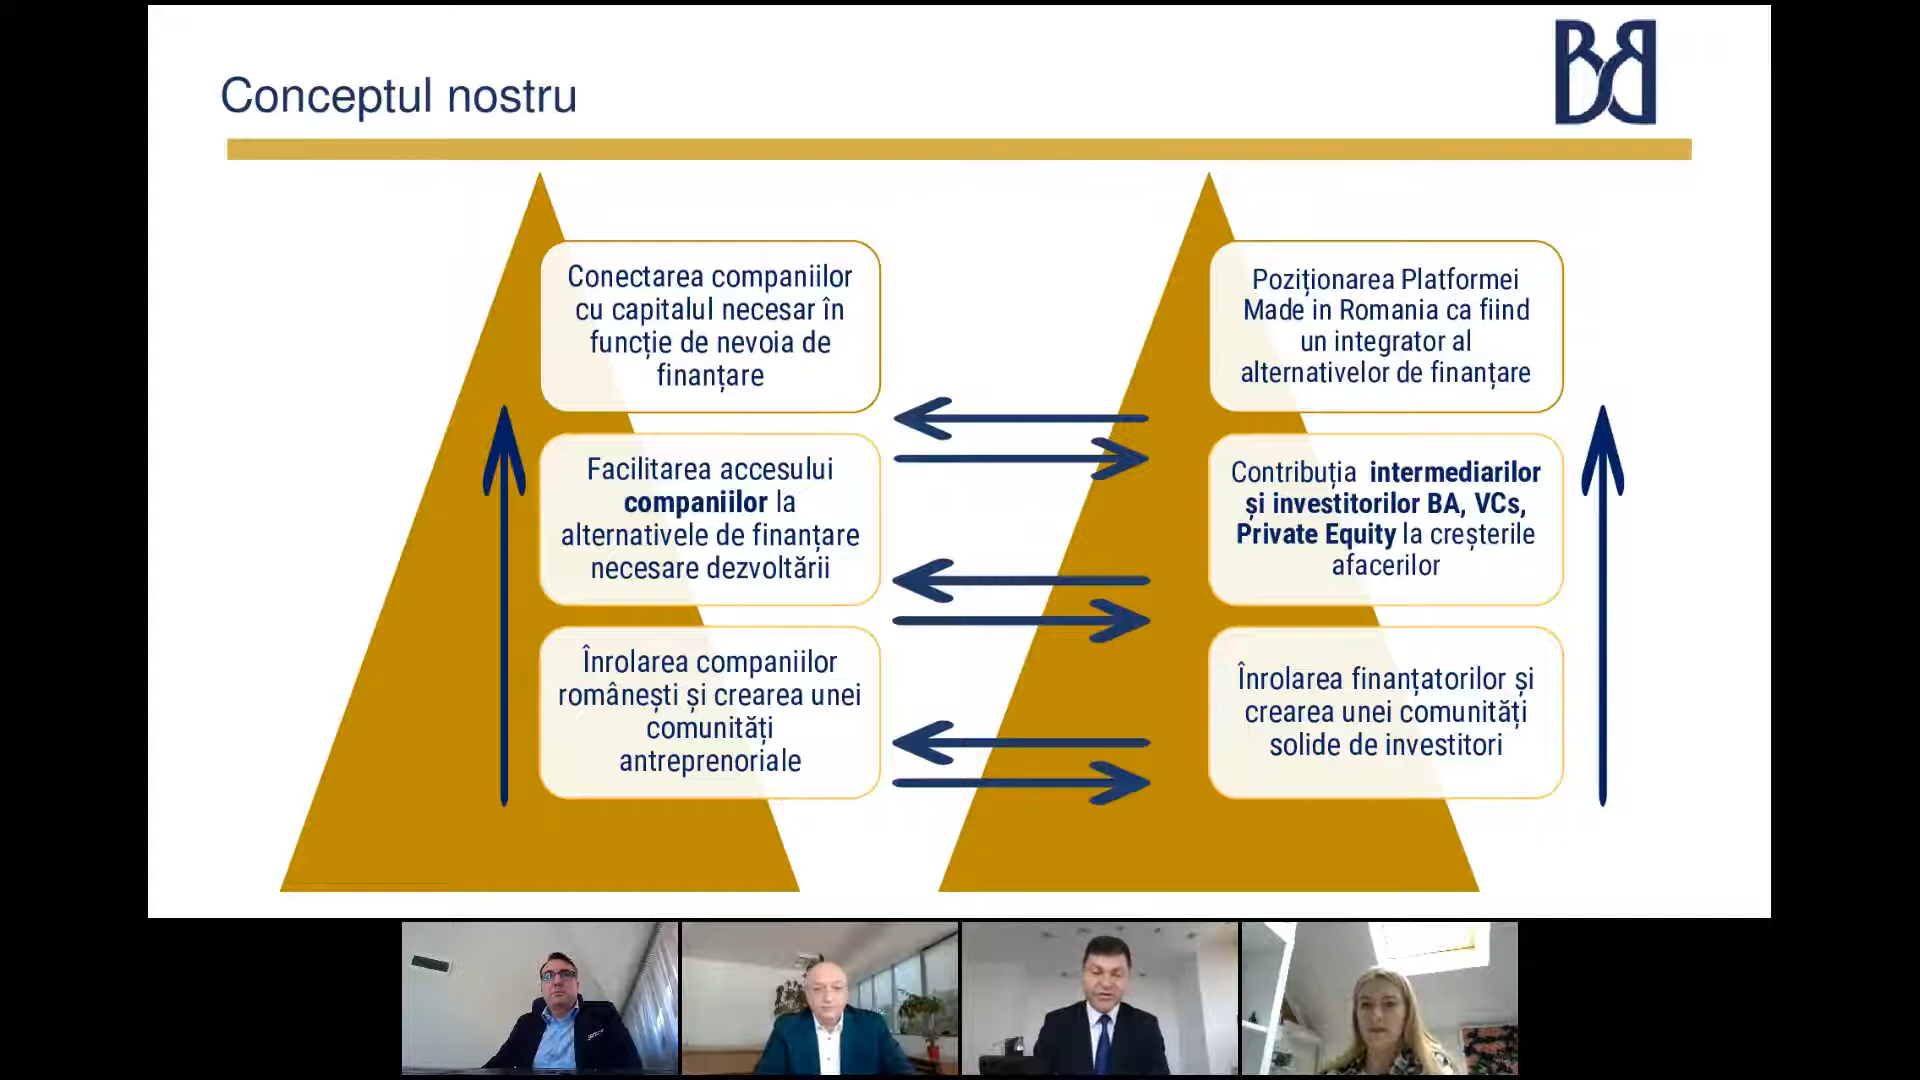 Conceptul nostru
Conectarea companiilor
cu capitalul necesar în
funcție de nevoia de
finanțare
Facilitarea accesului
companiilor la
alternativele de finanțare
necesare dezvoltării
Înrolarea companiilor
românești și crearea unei
comunități
antreprenoriale
Poziționarea Platformei
Made in Romania ca fiind
un integrator al
alternativelor de finanțare
Contribuția intermediarilor
și investitorilor BA, VCs,
Private Equity la creșterile
afacerilor
Înrolarea finanțatorilor și
crearea unei comunități
solide de investitori